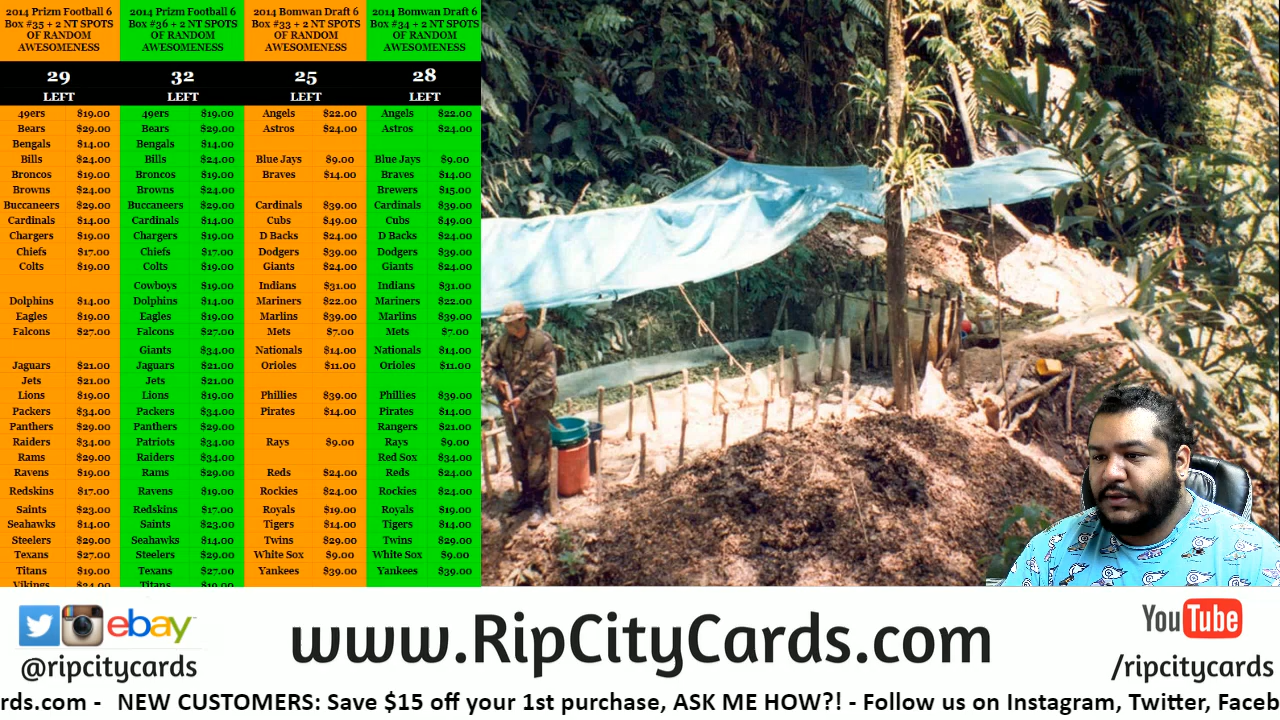 2014 Prizm Football 6 Box #35 + 2 NT SPOTS OF RANDOM AWESOMENESS
29
LEFT
49ers $19.00
Bears $29.00
Bengals $14.00
Bills $24.00
Broncos $19.00
Browns $24.00
Buccaneers $29.00
Cardinals $14.00
Chargers $19.00
Chiefs $17.00
Colts $19.00
Dolphins $14.00
Eagles $19.00
Falcons $27.00
Jaguars $21.00
Jets $21.00
Lions $19.00
Packers $34.00
Panthers $29.00
Raiders $34.00
Rams $29.00
Ravens $19.00
Redskins $17.00
Saints $23.00
Seahawks $14.00
Steelers $29.00
Texans $27.00
Titans $19.00
Vikings $24.00
2014 Prizm Football 6 Box #36 + 2 NT SPOTS OF RANDOM AWESOMENESS
32
LEFT
49ers $19.00
Bears $29.00
Bengals $14.00
Bills $24.00
Broncos $19.00
Browns $24.00
Buccaneers $29.00
Cardinals $14.00
Chargers $19.00
Chiefs $17.00
Colts $19.00
Cowboys $19.00
Dolphins $14.00
Eagles $19.00
Falcons $27.00
Giants $34.00
Jaguars $21.00
Jets $21.00
Lions $19.00
Packers $34.00
Panthers $29.00
Patriots $34.00
Raiders $34.00
Rams $29.00
Ravens $19.00
Redskins $17.00
Saints $23.00
Seahawks $14.00
Steelers $29.00
Texans $27.00
Titans $19.00
2014 Bomwan Draft 6 Box #33 + 2 NT SPOTS OF RANDOM AWESOMENESS
25
LEFT
Angels $22.00
Astros $24.00
Blue Jays $9.00
Braves $14.00
Cardinals $39.00
Cubs $49.00
D Backs $24.00
Dodgers $39.00
Giants $24.00
Indians $31.00
Mariners $22.00
Marlins $39.00
Mets $7.00
Nationals $14.00
Orioles $11.00
Phillies $39.00
Pirates $14.00
Rays $9.00
Reds $24.00
Rockies $24.00
Royals $19.00
Tigers $14.00
Twins $29.00
White Sox $9.00
Yankees $39.00
2014 Bomwan Draft 6 Box #34 + 2 NT SPOTS OF RANDOM AWESOMENESS
28
LEFT
Angels $22.00
Astros $24.00
Blue Jays $9.00
Braves $14.00
Brewers $15.00
Cardinals $39.00
Cubs $49.00
D Backs $24.00
Dodgers $39.00
Giants $24.00
Indians $31.00
Mariners $22.00
Marlins $39.00
Mets $7.00
Nationals $14.00
Orioles $11.00
Phillies $39.00
Pirates $14.00
Rangers $21.00
Rays $9.00
Red Sox $34.00
Reds $24.00
Rockies $24.00
Royals $19.00
Tigers $14.00
Twins $29.00
White Sox $9.00
Yankees $39.00
ebay
@ripcitycards
www.RipCityCards.com
YouTube
/ripcitycards
rds.com - NEW CUSTOMERS: Save $15 off your 1st purchase, ASK ME HOW?! - Follow us on Instagram, Twitter, Faceb